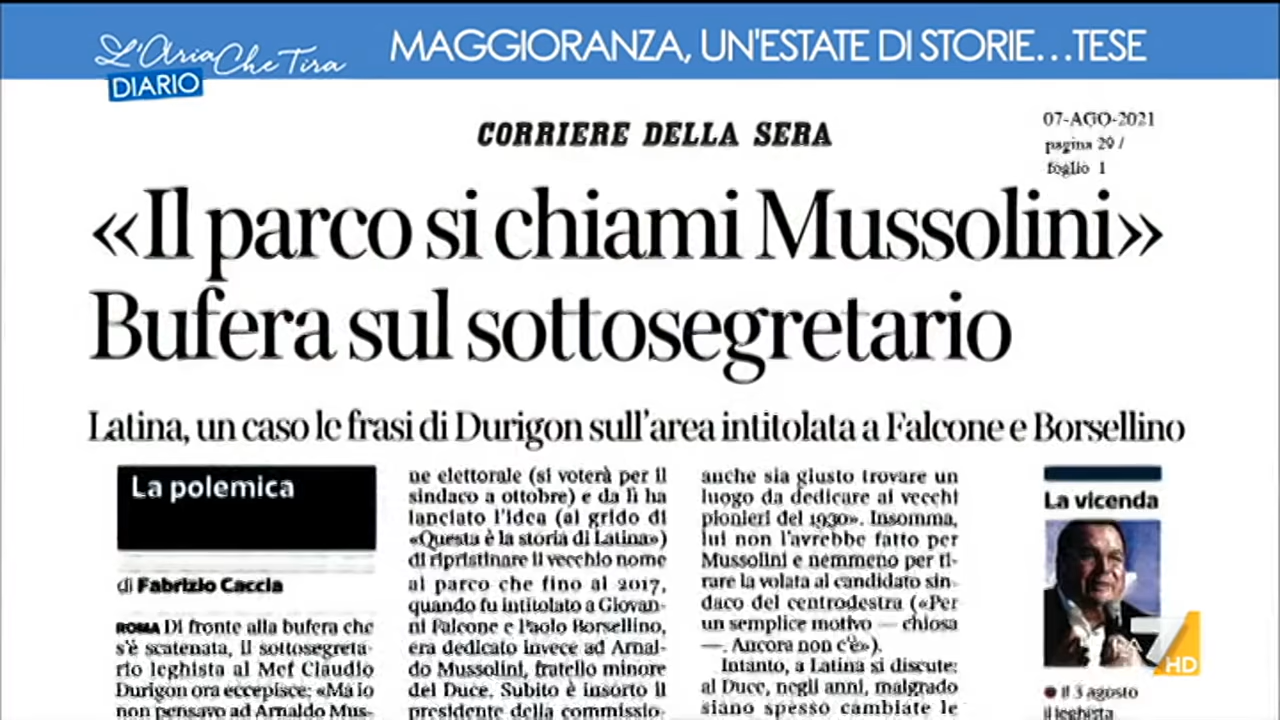 L'Aria Che Tira
DIARIO
MAGGIORANZA, UN'ESTATE DI STORIE...TESE
CORRIERE DELLA SERA
07-AGO-2021
pagina 29 /
foglio 1
«Il parco si chiami Mussolini»
Bufera sul sottosegretario
Latina, un caso le frasi di Durigon sull'area intitolata a Falcone e Borsellino
La polemica
di Fabrizio Caccia
ROMA Di fronte alla bufera che
s'è scatenata, il sottosegreta-
rio leghista al Mef Claudio
Durigon ora eccepisce: «Ma io
non pensavo ad Arnaldo Mus-
ne elettorale (si voterà per il
sindaco a ottobre) e da lì ha
lanciato l'idea (al grido di
«Questa è la storia di Latina»)
di ripristinare il vecchio nome
al parco che fino al 2017,
quando fu intitolato a Giovan-
ni Falcone e Paolo Borsellino,
era dedicato invece ad Arnal-
do Mussolini, fratello minore
del Duce. Subito è insorto il
presidente della commissio-
anche sia giusto trovare un
luogo da dedicare ai vecchi
pionieri del 1930». Insomma,
lui non l'avrebbe fatto per
Mussolini e nemmeno per ti-
rare la volata al candidato sin-
daco del centrodestra («Per
un semplice motivo — chiosa
—. Ancora non c'è»).
Intanto, a Latina si discute:
al Duce, negli anni, malgrado
siano spesso cambiate le
La vicenda
7 HD
● Il 3 agosto
il leghista